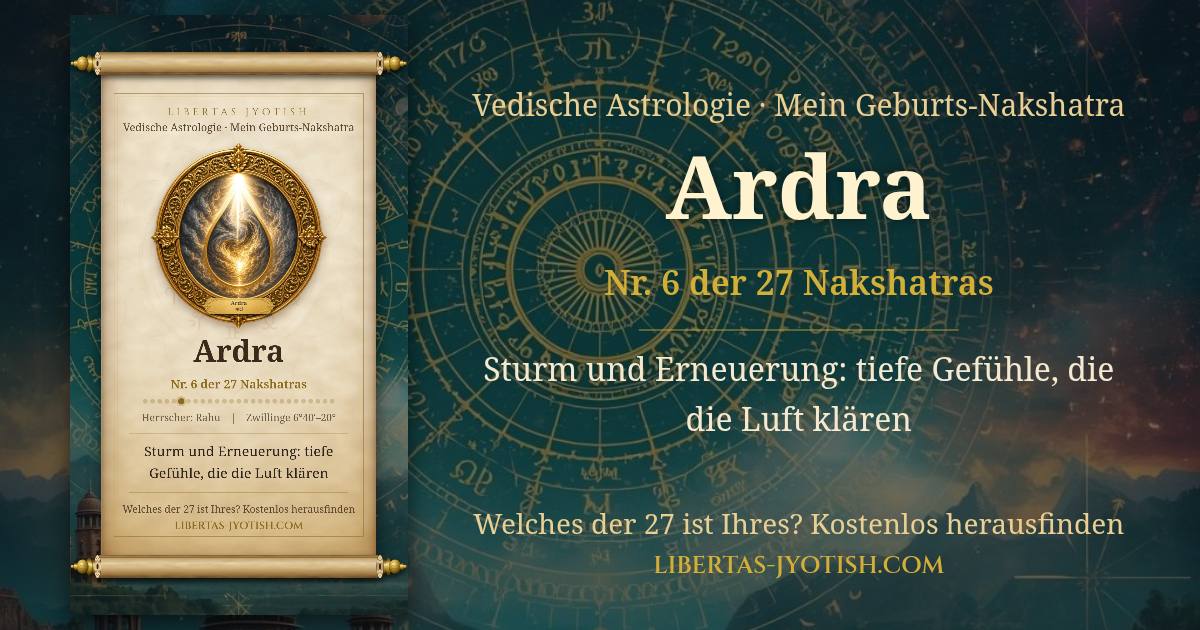 LIBERTAS JYOTISH
Vedische Astrologie · Mein Geburts-Nakshatra
Ardra
Ardra
Nr. 6 der 27 Nakshatras
Herrscher: Rahu | Zwillinge 6°40'–20°
Sturm und Erneuerung: tiefe
Gefühle, die die Luft klären
Welches der 27 ist Ihres? Kostenlos herausfinden
LIBERTAS-JYOTISH.COM
Vedische Astrologie · Mein Geburts-Nakshatra
Ardra
Nr. 6 der 27 Nakshatras
Sturm und Erneuerung: tiefe Gefühle, die
die Luft klären
Welches der 27 ist Ihres? Kostenlos herausfinden
LIBERTAS-JYOTISH.COM